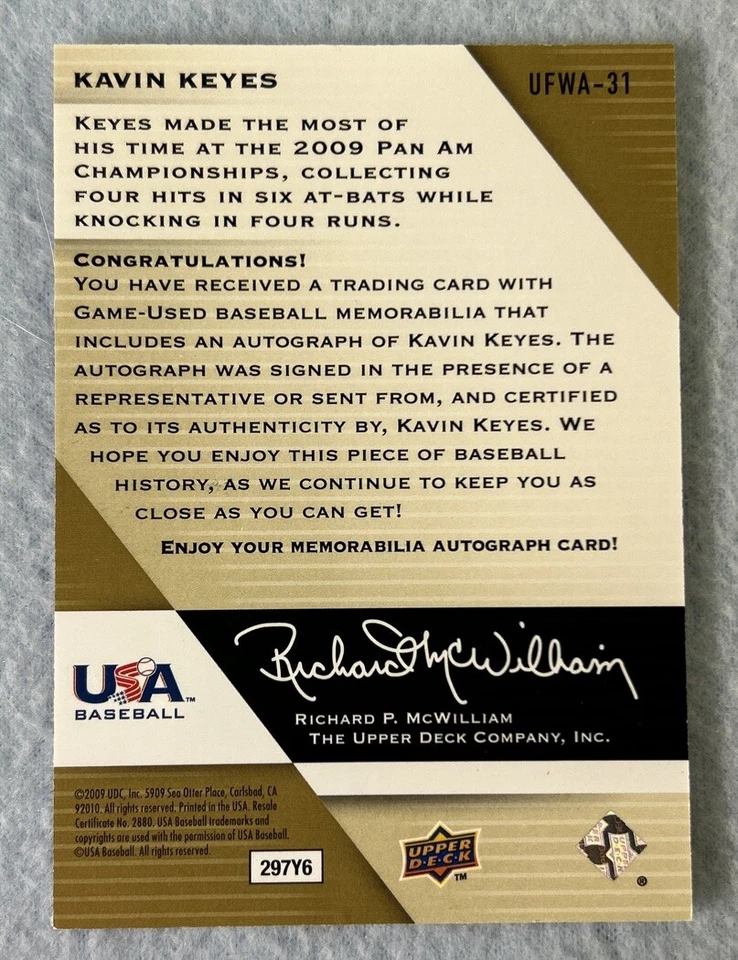 KAVIN KEYES
UFWA-31
KEYES MADE THE MOST OF
HIS TIME AT THE 2009 PAN AM
CHAMPIONSHIPS, COLLECTING
FOUR HITS IN SIX AT-BATS WHILE
KNOCKING IN FOUR RUNS.
CONGRATULATIONS!
YOU HAVE RECEIVED A TRADING CARD WITH
GAME-USED BASEBALL MEMORABILIA THAT
INCLUDES AN AUTOGRAPH OF KAVIN KEYES. THE
AUTOGRAPH WAS SIGNED IN THE PRESENCE OF A
REPRESENTATIVE OR SENT FROM, AND CERTIFIED
AS TO ITS AUTHENTICITY BY, KAVIN KEYES. WE
HOPE YOU ENJOY THIS PIECE OF BASEBALL
HISTORY, AS WE CONTINUE TO KEEP YOU AS
CLOSE AS YOU CAN GET!
ENJOY YOUR MEMORABILIA AUTOGRAPH CARD!
USA TM
BASEBALL
Richard McWilliam
RICHARD P. MCWILLIAM
THE UPPER DECK COMPANY, INC.
©2009 UDC, Inc. 5909 Sea Otter Place, Carlsbad, CA
92010. All rights reserved. Printed in the USA. Resale
Certificate No. 2880. USA Baseball trademarks and
copyrights are used with the permission of USA Baseball.
©USA Baseball. All rights reserved.
297Y6
UPPER
D·E·C·K
TM
UPPER
DECK
®